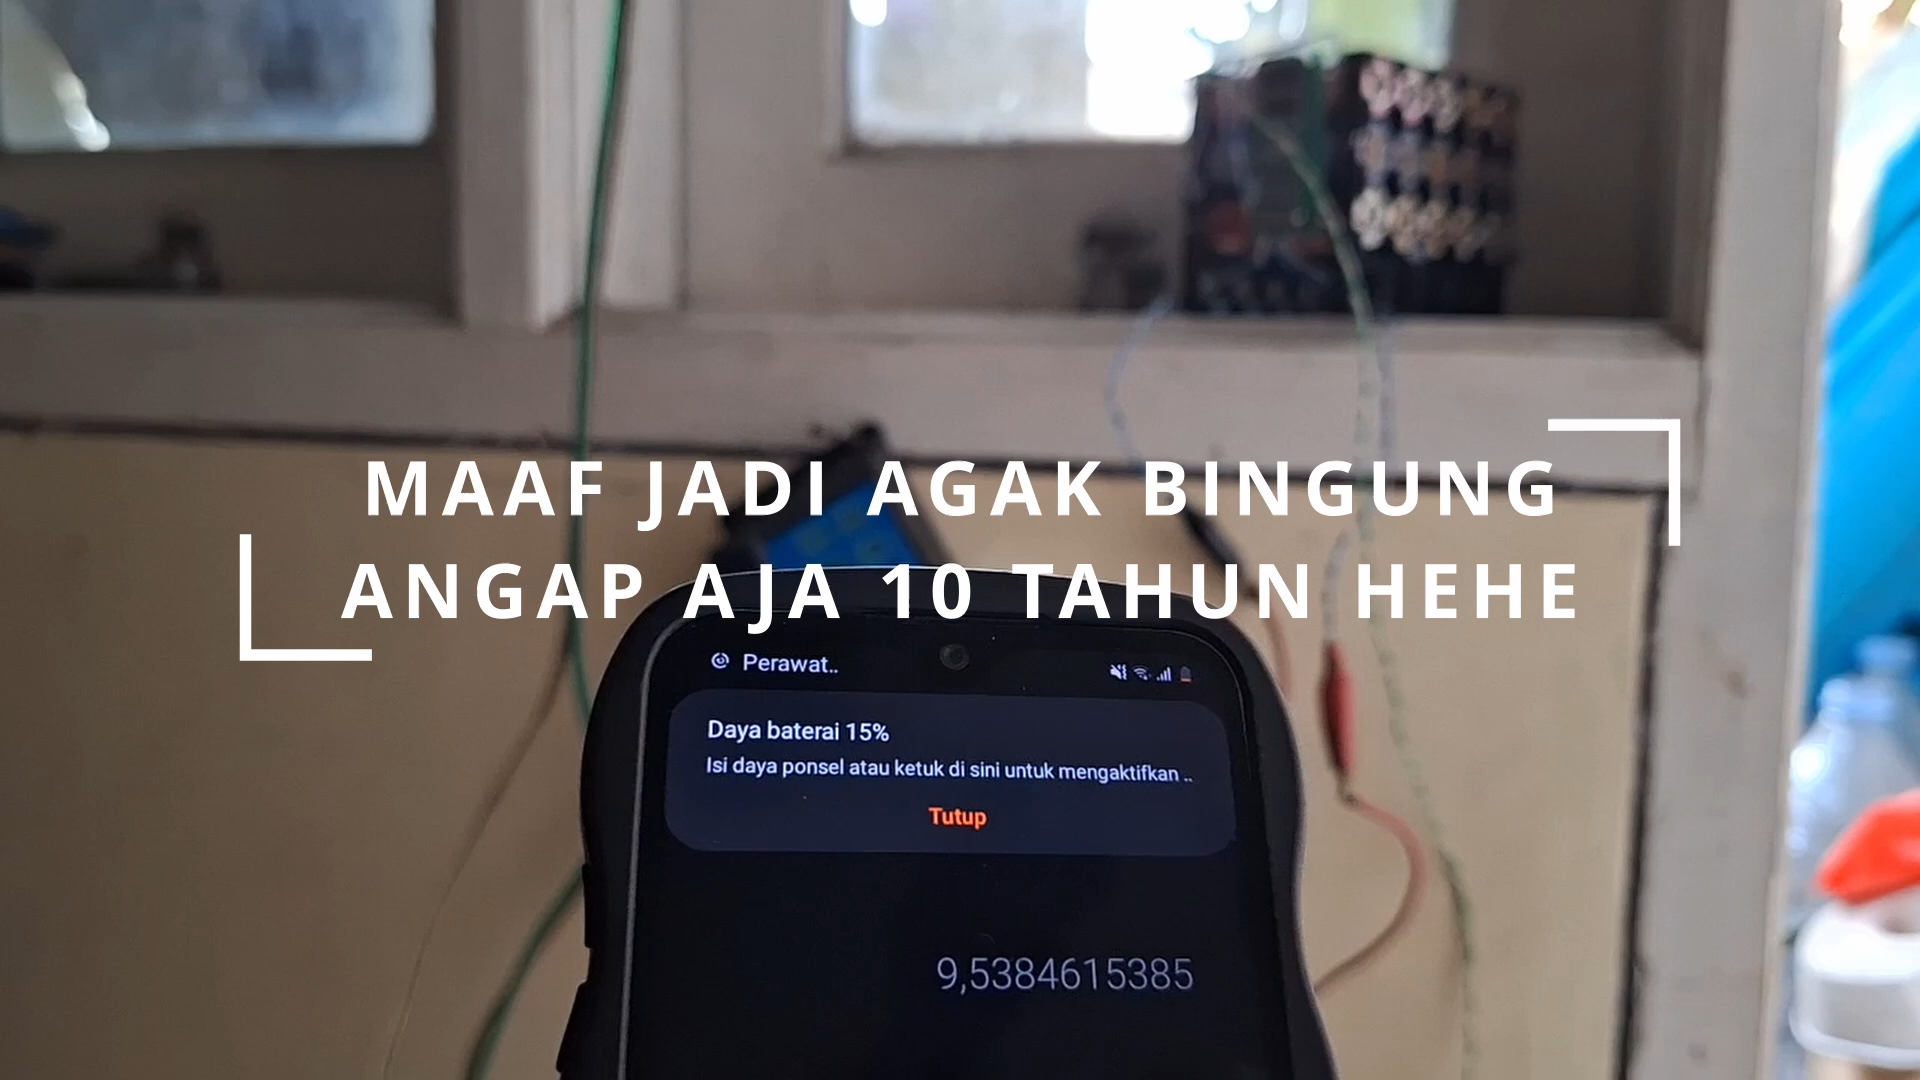 MAAF JADI AGAK BINGUNG
ANGAP AJA 10 TAHUN HEHE
Perawat..
Daya baterai 15%
Isi daya ponsel atau ketuk di sini untuk mengaktifkan ..
Tutup
9,5384615385